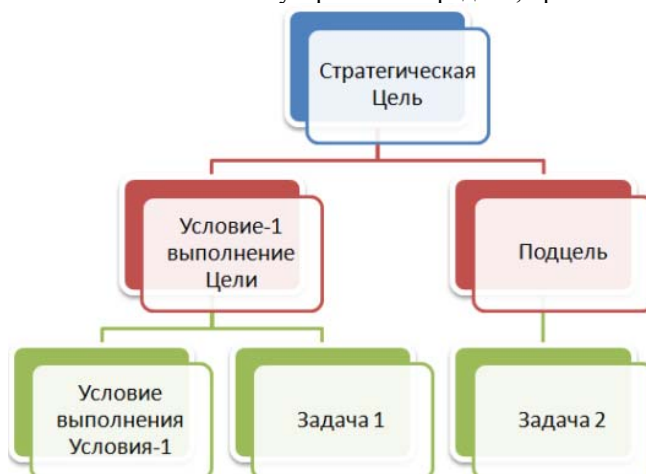 Стратегическая
Цель
Условие-1
выполнение
Цели
Подцель
Условие
выполнения
Условия-1
Задача 1
Задача 2